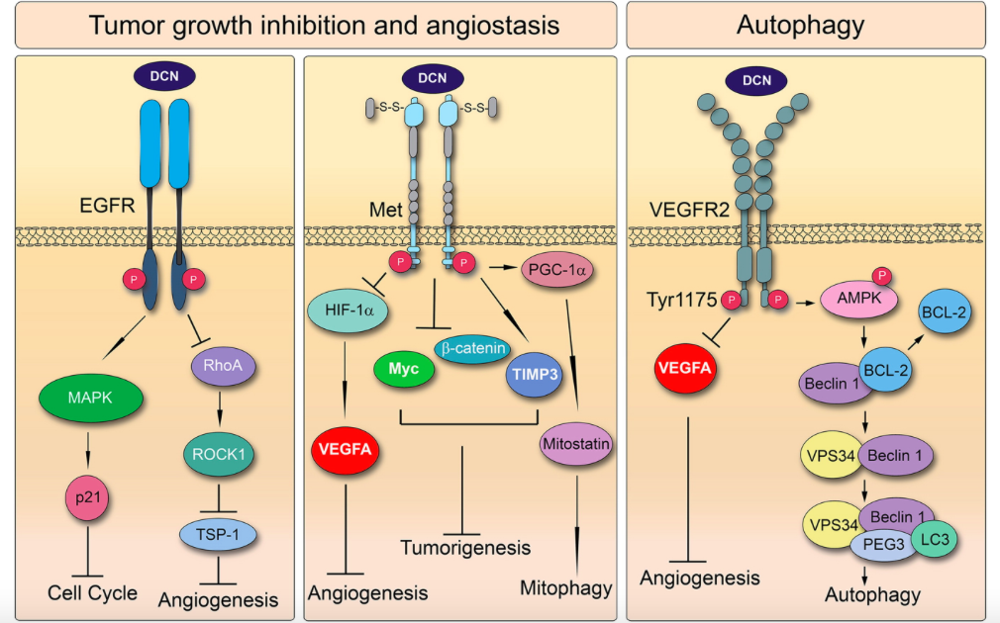 Tumor growth inhibition and angiostasis
Autophagy
DCN
EGFR
P
P
MAPK
RhoA
ROCK1
p21
TSP-1
Cell Cycle
Angiogenesis
DCN
-S-S-
-S-S-
Met
P
P
PGC-1α
HIF-1α
β-catenin
Myc
TIMP3
VEGFA
Mitostatin
Tumorigenesis
Angiogenesis
Mitophagy
DCN
VEGFR2
Tyr1175
P
P
P
AMPK
BCL-2
VEGFA
BCL-2
Beclin 1
VPS34
Beclin 1
VPS34
Beclin 1
PEG3
LC3
Angiogenesis
Autophagy